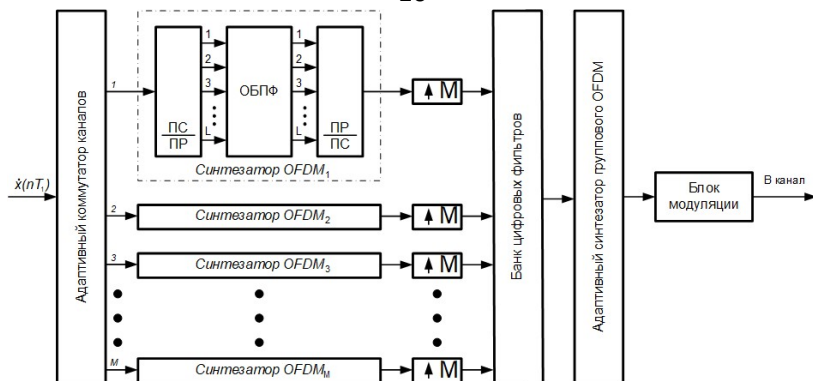 Адаптивный коммутатор каналов
ẋ(nT₁)
1
2
3
M
ПС
ПР
1
2
3
L
ОБПФ
1
2
3
L
ПР
ПС
Синтезатор OFDM₁
Синтезатор OFDM₂
Синтезатор OFDM₃
Синтезатор OFDMM
M
M
M
M
Банк цифровых фильтров
Адаптивный синтезатор группового OFDM
Блок
модуляции
В канал